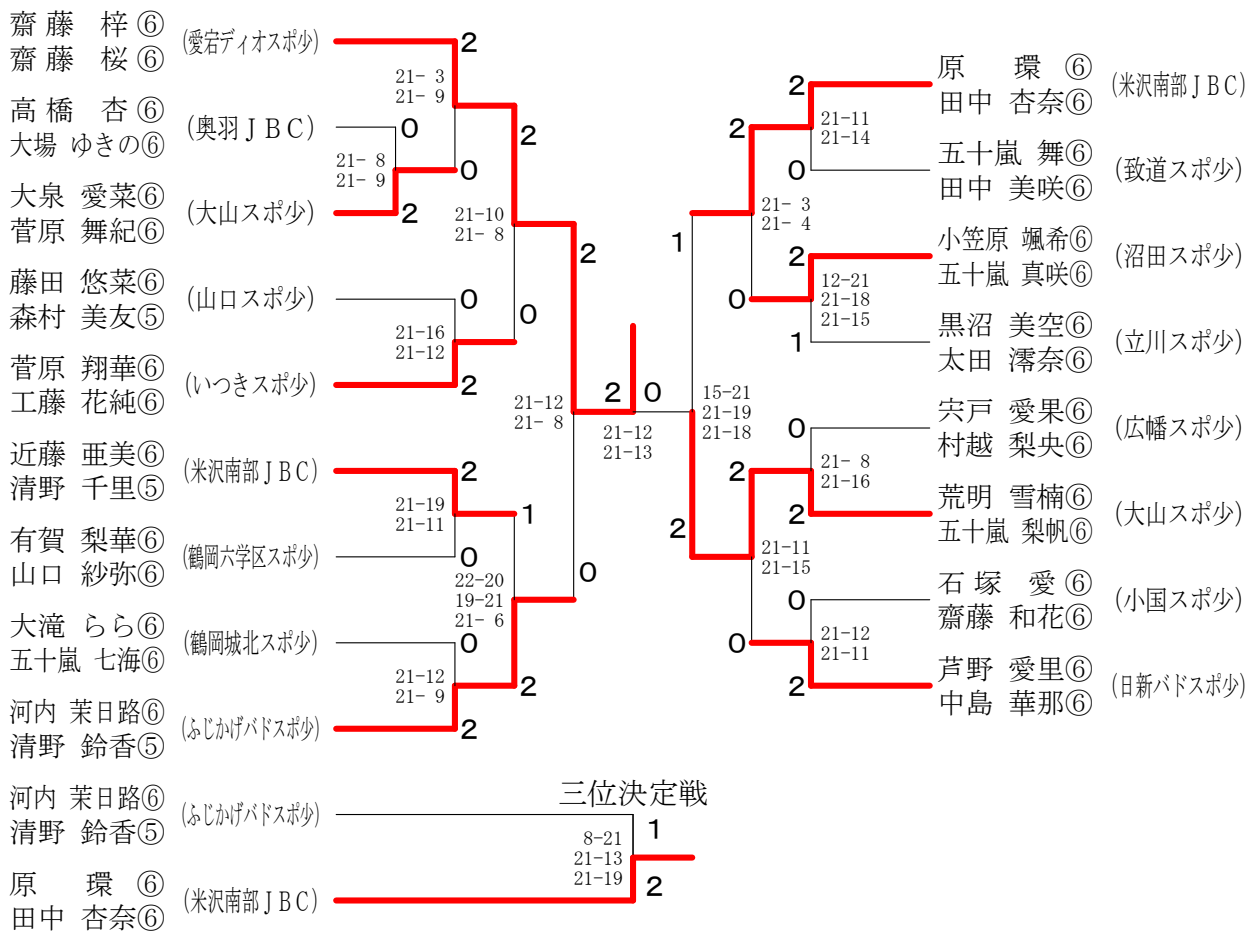 齋藤 梓⑥
齋藤 桜⑥
(愛宕ディオスポ少)
2
21- 3
21- 9
高橋 杏⑥
大場 ゆきの⑥
(奥羽ＪＢＣ)
0
21- 8
21- 9
2
0
大泉 愛菜⑥
菅原 舞紀⑥
(大山スポ少)
2
21-10
21- 8
2
藤田 悠菜⑥
森村 美友⑤
(山口スポ少)
0
21-16
21-12
0
菅原 翔華⑥
工藤 花純⑥
(いつきスポ少)
2
21-12
21- 8
近藤 亜美⑥
清野 千里⑤
(米沢南部ＪＢＣ)
2
21-19
21-11
1
有賀 梨華⑥
山口 紗弥⑥
(鶴岡六学区スポ少)
0
22-20
19-21
21- 6
0
大滝 らら⑥
五十嵐 七海⑥
(鶴岡城北スポ少)
0
21-12
21- 9
2
河内 茉日路⑥
清野 鈴香⑤
(ふじかげバドスポ少)
2
2
0
21-12
21-13
原 環⑥
田中 杏奈⑥
(米沢南部ＪＢＣ)
2
21-11
21-14
2
五十嵐 舞⑥
田中 美咲⑥
(致道スポ少)
0
21- 3
21- 4
1
小笠原 颯希⑥
五十嵐 真咲⑥
(沼田スポ少)
2
12-21
21-18
21-15
0
黒沼 美空⑥
太田 澪奈⑥
(立川スポ少)
1
15-21
21-19
21-18
宍戸 愛果⑥
村越 梨央⑥
(広幡スポ少)
0
21- 8
21-16
2
荒明 雪楠⑥
五十嵐 梨帆⑥
(大山スポ少)
2
21-11
21-15
2
石塚 愛⑥
齋藤 和花⑥
(小国スポ少)
0
21-12
21-11
0
芦野 愛里⑥
中島 華那⑥
(日新バドスポ少)
2
三位決定戦
河内 茉日路⑥
清野 鈴香⑤
(ふじかげバドスポ少)
1
8-21
21-13
21-19
原 環⑥
田中 杏奈⑥
(米沢南部ＪＢＣ)
2